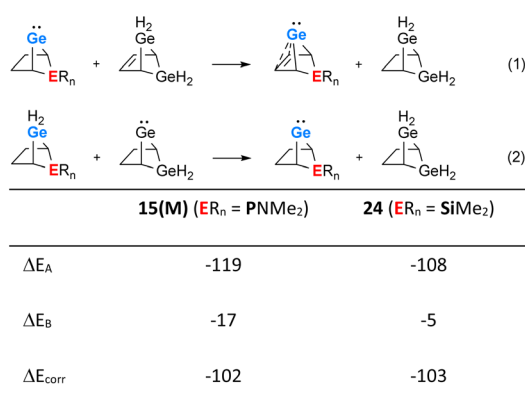 H2 H2
Ge Ge Ge Ge
ERn + GeH2 ERn + GeH2 (1)
H2 H2
Ge Ge Ge Ge
ERn + GeH2 ERn + GeH2 (2)
15(M) (ERn = PNMe2) 24 (ERn = SiMe2)
ΔEA -119 -108
ΔEB -17 -5
ΔEcorr -102 -103